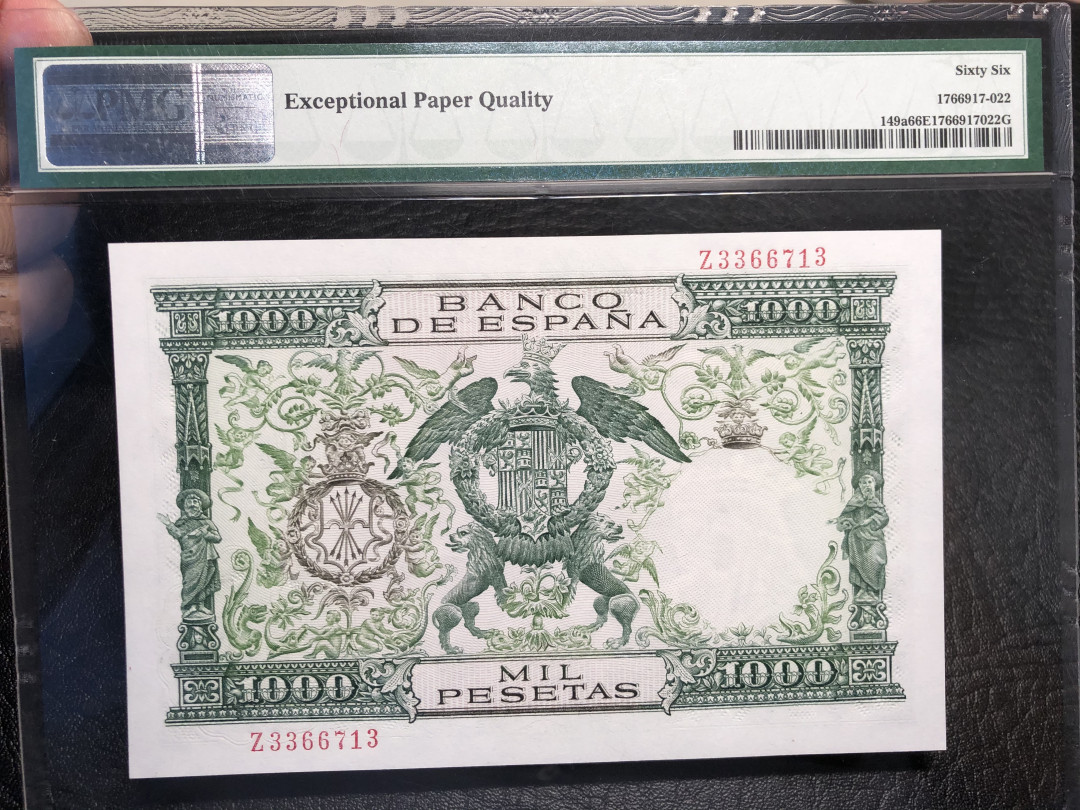 PMG
Exceptional Paper Quality
Sixty Six
1766917-022
149a66E1766917022G
Z3366713
BANCO
DE ESPAÑA
1000
1000
1000
MIL
PESETAS
1000
Z3366713